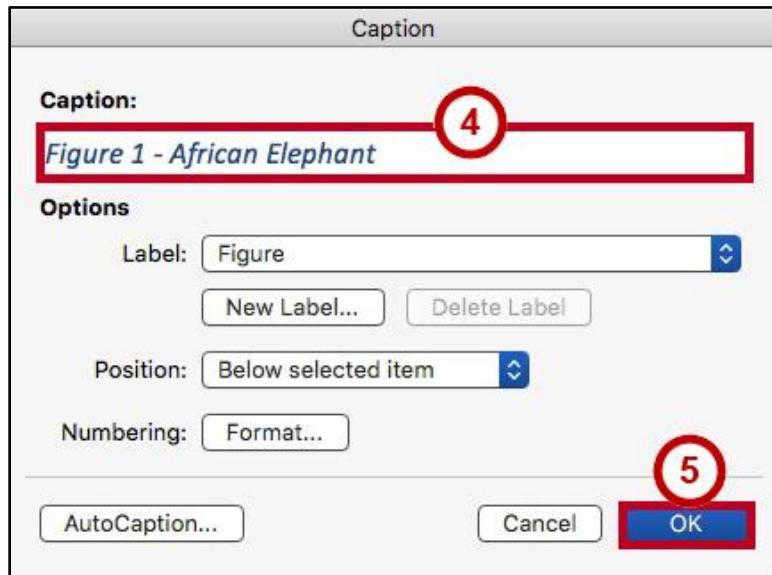 Caption
Caption:
4
Figure 1 - African Elephant
Options
Label: Figure
New Label... Delete Label
Position: Below selected item
Numbering: Format...
5
AutoCaption... Cancel OK